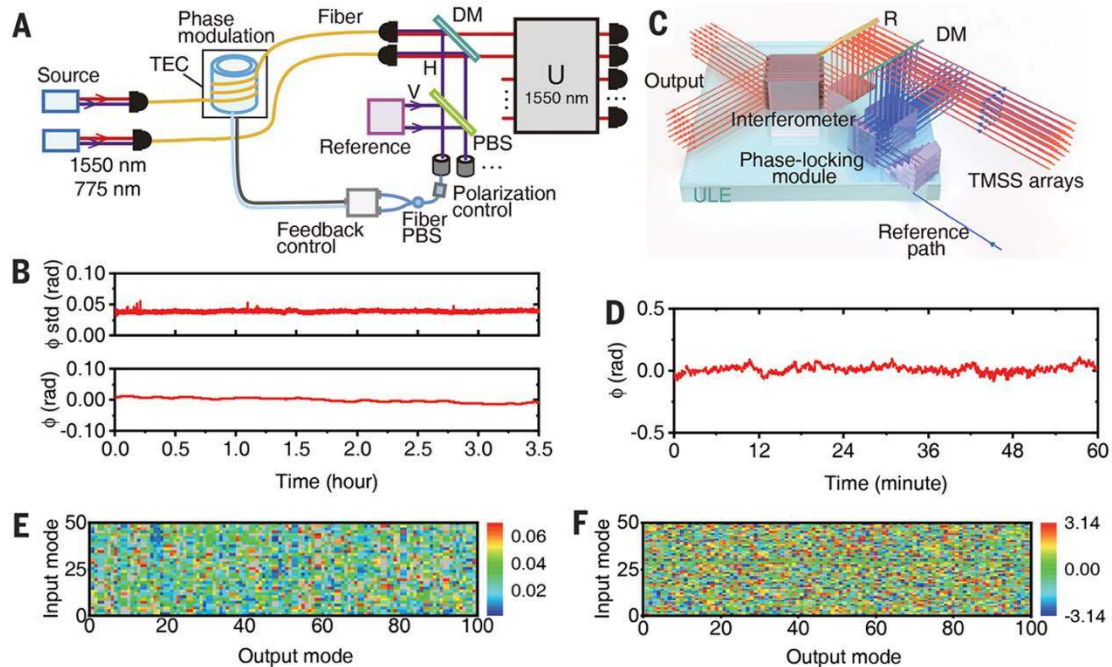 A
Phase
modulation
TEC
Fiber
DM
Source
H
V
U
1550 nm
Reference
PBS
1550 nm
775 nm
Polarization
control
Feedback
control
Fiber
PBS
C
R
DM
Output
Interferometer
Phase-locking
module
TMSS arrays
ULE
Reference
path
B
ϕ std (rad)
0.10
0.05
0.00
ϕ (rad)
0.10
0.00
-0.10
0.0 0.5 1.0 1.5 2.0 2.5 3.0 3.5
Time (hour)
D
ϕ (rad)
0.5
0.0
-0.5
0 12 24 36 48 60
Time (minute)
E
Input mode
50
25
0
0 20 40 60 80 100
Output mode
0.06
0.04
0.02
F
Input mode
50
25
0
0 20 40 60 80 100
Output mode
3.14
0.00
-3.14